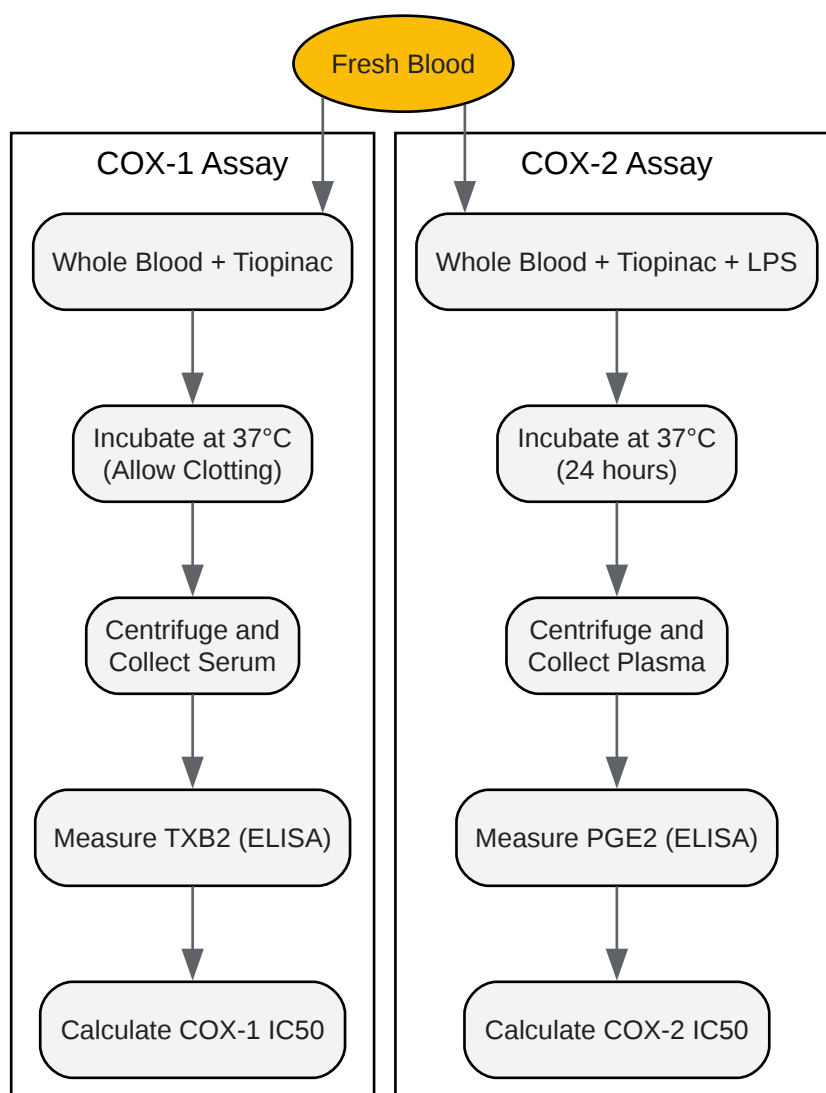 Fresh Blood
COX-1 Assay
Whole Blood + Tiopinac
Incubate at 37°C
(Allow Clotting)
Centrifuge and
Collect Serum
Measure TXB2 (ELISA)
Calculate COX-1 IC50
COX-2 Assay
Whole Blood + Tiopinac + LPS
Incubate at 37°C
(24 hours)
Centrifuge and
Collect Plasma
Measure PGE2 (ELISA)
Calculate COX-2 IC50